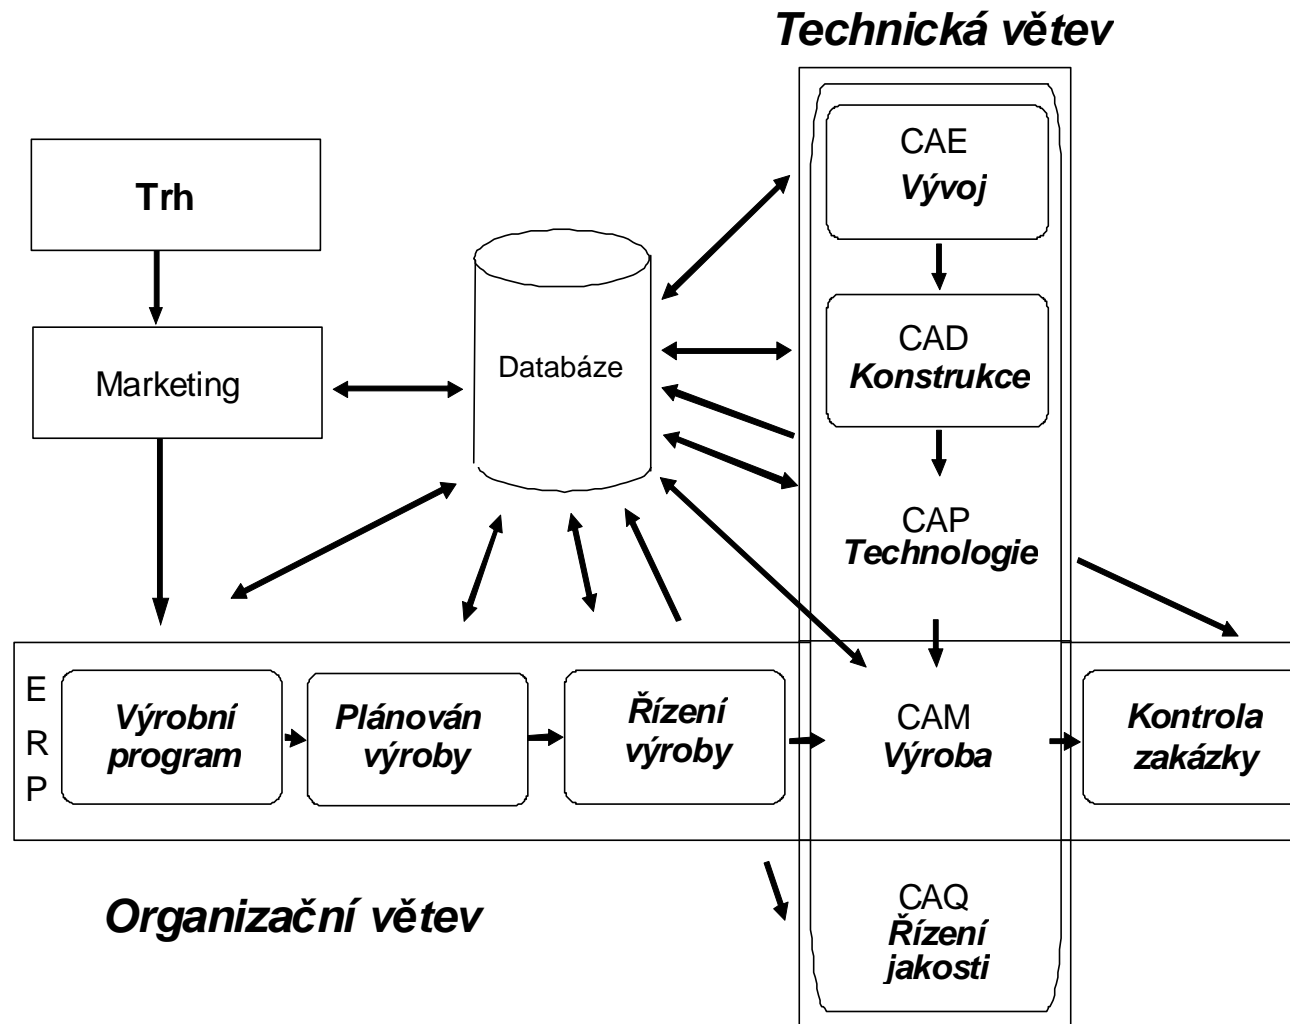 Technická větev
Trh
Marketing
Databáze
CAE
Vývoj
CAD
Konstrukce
CAP
Technologie
E
R
P
Výrobní
program
Plánován
výroby
Řízení
výroby
CAM
Výroba
Kontrola
zakázky
Organizační větev
CAQ
Řízení
jakosti